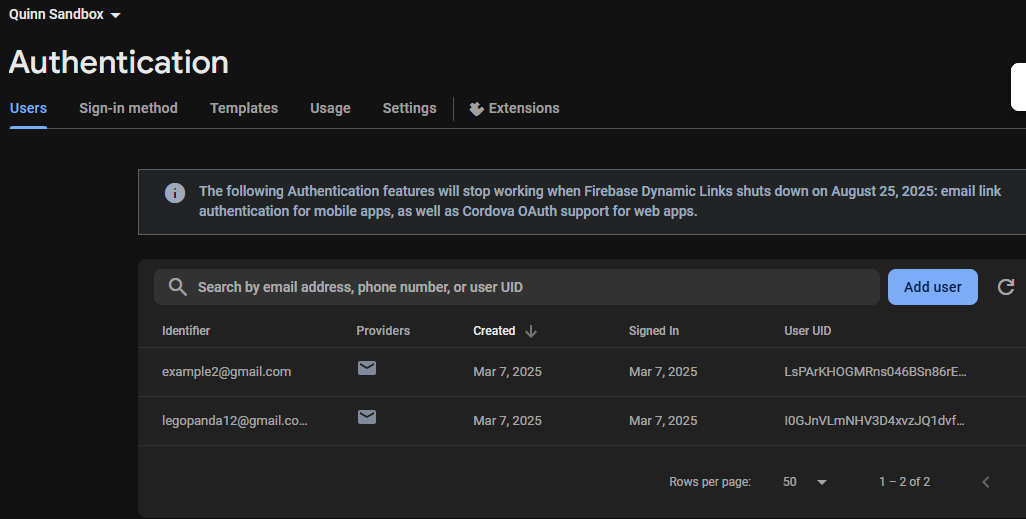 Quinn Sandbox
Authentication
Users Sign-in method Templates Usage Settings Extensions
The following Authentication features will stop working when Firebase Dynamic Links shuts down on August 25, 2025: email link
authentication for mobile apps, as well as Cordova OAuth support for web apps.
Search by email address, phone number, or user UID Add user
Identifier Providers Created Signed In User UID
example2@gmail.com Mar 7, 2025 Mar 7, 2025 LsPArKHOGMRns046BSn86rE...
legopanda12@gmail.co... Mar 7, 2025 Mar 7, 2025 I0GJnVLmNHV3D4xvzJQ1dvf...
Rows per page: 50 1 – 2 of 2